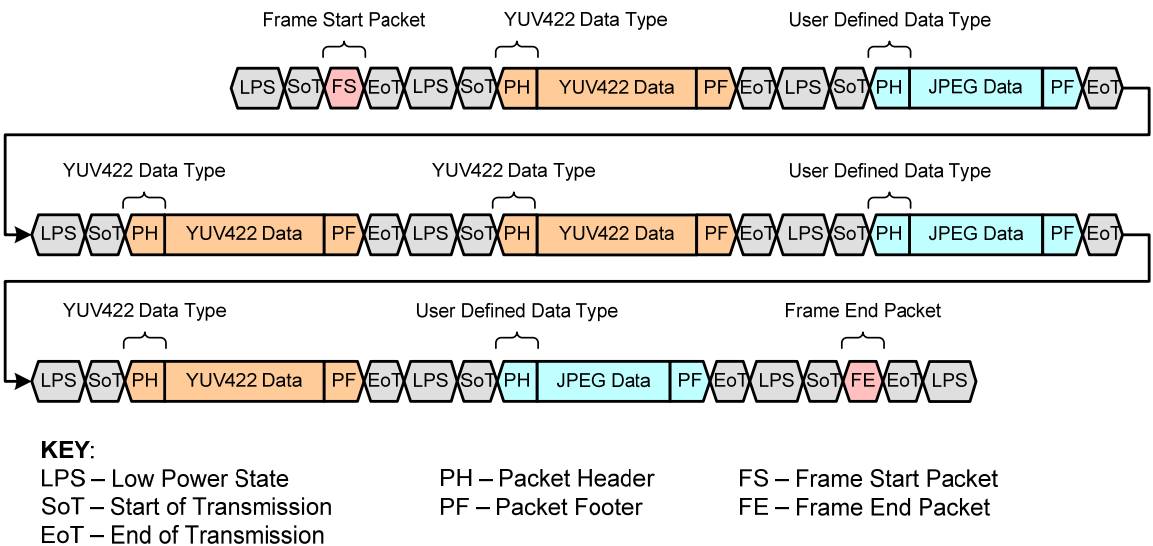 Frame Start Packet YUV422 Data Type User Defined Data Type
LPS SoT FS EoT LPS SoT PH YUV422 Data PF EoT LPS SoT PH JPEG Data PF EoT
YUV422 Data Type YUV422 Data Type User Defined Data Type
LPS SoT PH YUV422 Data PF EoT LPS SoT PH YUV422 Data PF EoT LPS SoT PH JPEG Data PF EoT
YUV422 Data Type User Defined Data Type Frame End Packet
LPS SoT PH YUV422 Data PF EoT LPS SoT PH JPEG Data PF EoT LPS SoT FE EoT LPS
KEY:
LPS – Low Power State PH – Packet Header FS – Frame Start Packet
SoT – Start of Transmission PF – Packet Footer FE – Frame End Packet
EoT – End of Transmission